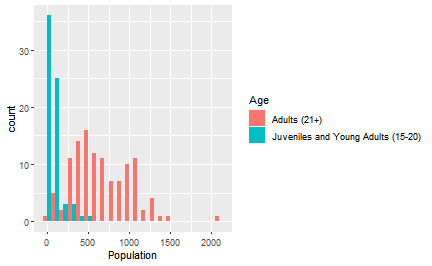 30
20
10
0
count
0
500
1000
1500
2000
Population
Age
Adults (21+)
Juveniles and Young Adults (15-20)